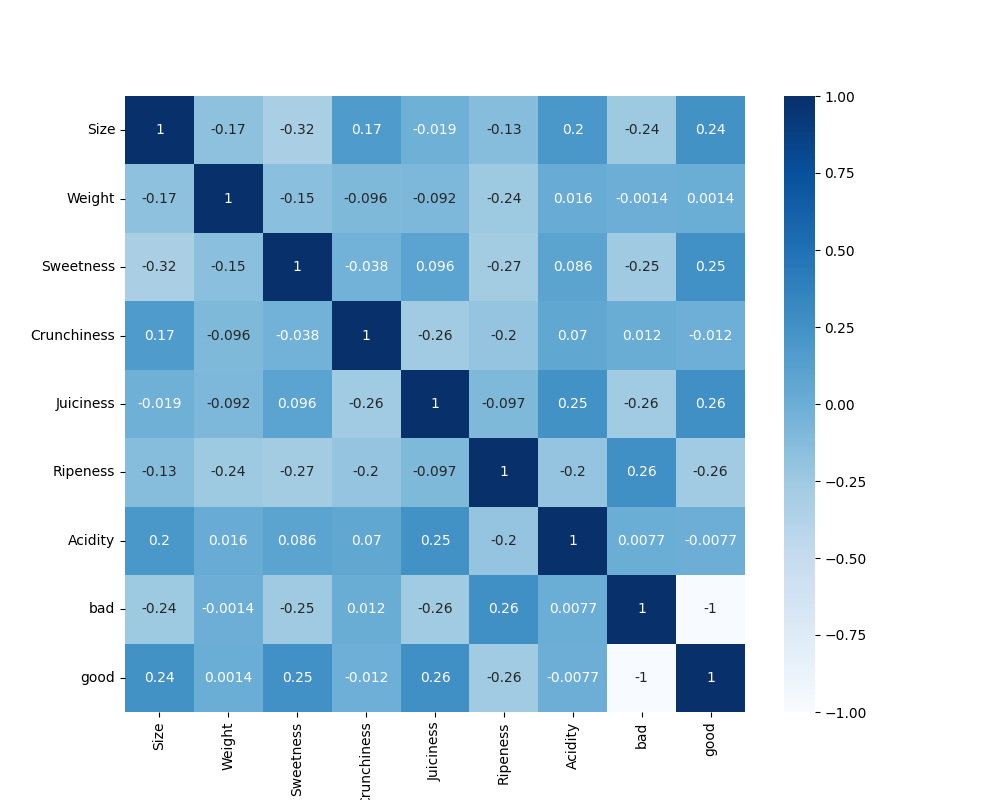 Size 1 -0.17 -0.32 0.17 -0.019 -0.13 0.2 -0.24 0.24
Weight -0.17 1 -0.15 -0.096 -0.092 -0.24 0.016 -0.0014 0.0014
Sweetness -0.32 -0.15 1 -0.038 0.096 -0.27 0.086 -0.25 0.25
Crunchiness 0.17 -0.096 -0.038 1 -0.26 -0.2 0.07 0.012 -0.012
Juiciness -0.019 -0.092 0.096 -0.26 1 -0.097 0.25 -0.26 0.26
Ripeness -0.13 -0.24 -0.27 -0.2 -0.097 1 -0.2 0.26 -0.26
Acidity 0.2 0.016 0.086 0.07 0.25 -0.2 1 0.0077 -0.0077
bad -0.24 -0.0014 -0.25 0.012 -0.26 0.26 0.0077 1 -1
good 0.24 0.0014 0.25 -0.012 0.26 -0.26 -0.0077 -1 1
Size Weight Sweetness runchiness Juiciness Ripeness Acidity bad good
1.00
0.75
0.50
0.25
0.00
−0.25
−0.50
−0.75
−1.00